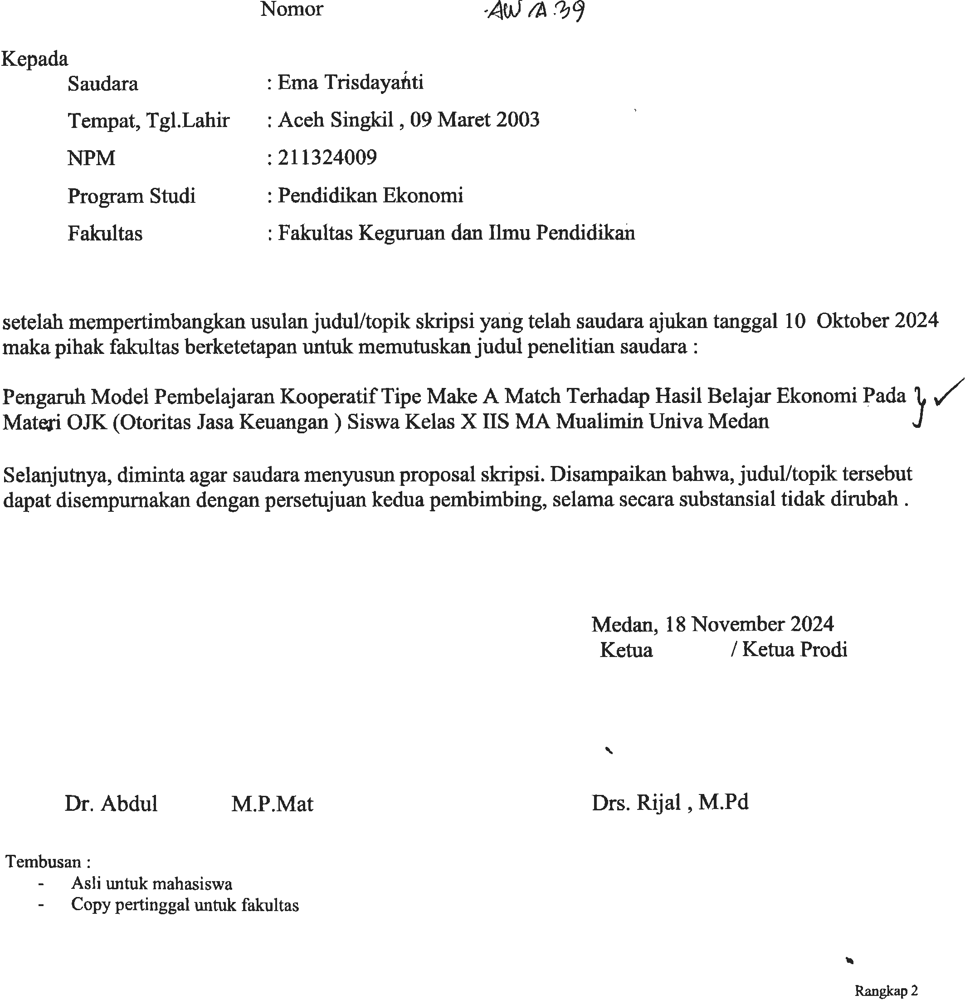 Nomor
Kepada
Saudara : Ema Trisdayanti
Tempat, Tgl.Lahir : Aceh Singkil , 09 Maret 2003
NPM : 211324009
Program Studi : Pendidikan Ekonomi
Fakultas : Fakultas Keguruan dan Ilmu Pendidikan
setelah mempertimbangkan usulan judul/topik skripsi yang telah saudara ajukan tanggal 10 Oktober 2024
maka pihak fakultas berketetapan untuk memutuskan judul penelitian saudara :
Pengaruh Model Pembelajaran Kooperatif Tipe Make A Match Terhadap Hasil Belajar Ekonomi Pada
Materi OJK (Otoritas Jasa Keuangan ) Siswa Kelas X IIS MA Mualimin Univa Medan
Selanjutnya, diminta agar saudara menyusun proposal skripsi. Disampaikan bahwa, judul/topik tersebut
dapat disempurnakan dengan persetujuan kedua pembimbing, selama secara substansial tidak dirubah .
Medan, 18 November 2024
Ketua / Ketua Prodi
Dr. Abdul M.P.Mat Drs. Rijal , M.Pd
Tembusan :
- Asli untuk mahasiswa
- Copy pertinggal untuk fakultas
Rangkap 2